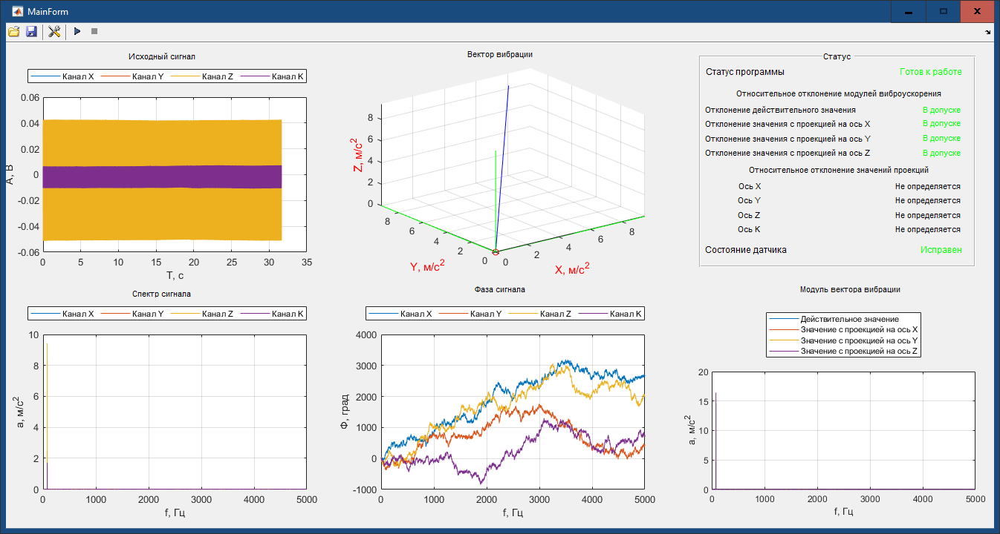 MainForm
Исходный сигнал
Канал X Канал Y Канал Z Канал K
0.06
0.04
0.02
0
-0.02
-0.04
-0.06
А, В
0 5 10 15 20 25 30 35
Т, с
Вектор вибрации
Z, м/с2
8
6
4
2
0
8 6 4 2 0
0 2 4 6 8
Y, м/с2
X, м/с2
Статус
Статус программы Готов к работе
Относительное отклонение модулей виброускорения
Отклонение действительного значения В допуске
Отклонение значения с проекцией на ось X В допуске
Отклонение значения с проекцией на ось Y В допуске
Отклонение значения с проекцией на ось Z В допуске
Относительное отклонение значений проекций
Ось X Не определяется
Ось Y Не определяется
Ось Z Не определяется
Ось K Не определяется
Состояние датчика Исправен
Спектр сигнала
Канал X Канал Y Канал Z Канал K
10
8
6
4
2
0
а, м/с2
0 1000 2000 3000 4000 5000
f, Гц
Фаза сигнала
Канал X Канал Y Канал Z Канал K
4000
3000
2000
1000
0
-1000
Ф, град
0 1000 2000 3000 4000 5000
f, Гц
Модуль вектора вибрации
Действительное значение
Значение с проекцией на ось X
Значение с проекцией на ось Y
Значение с проекцией на ось Z
20
15
10
5
0
а, м/с2
0 1000 2000 3000 4000 5000
f, Гц